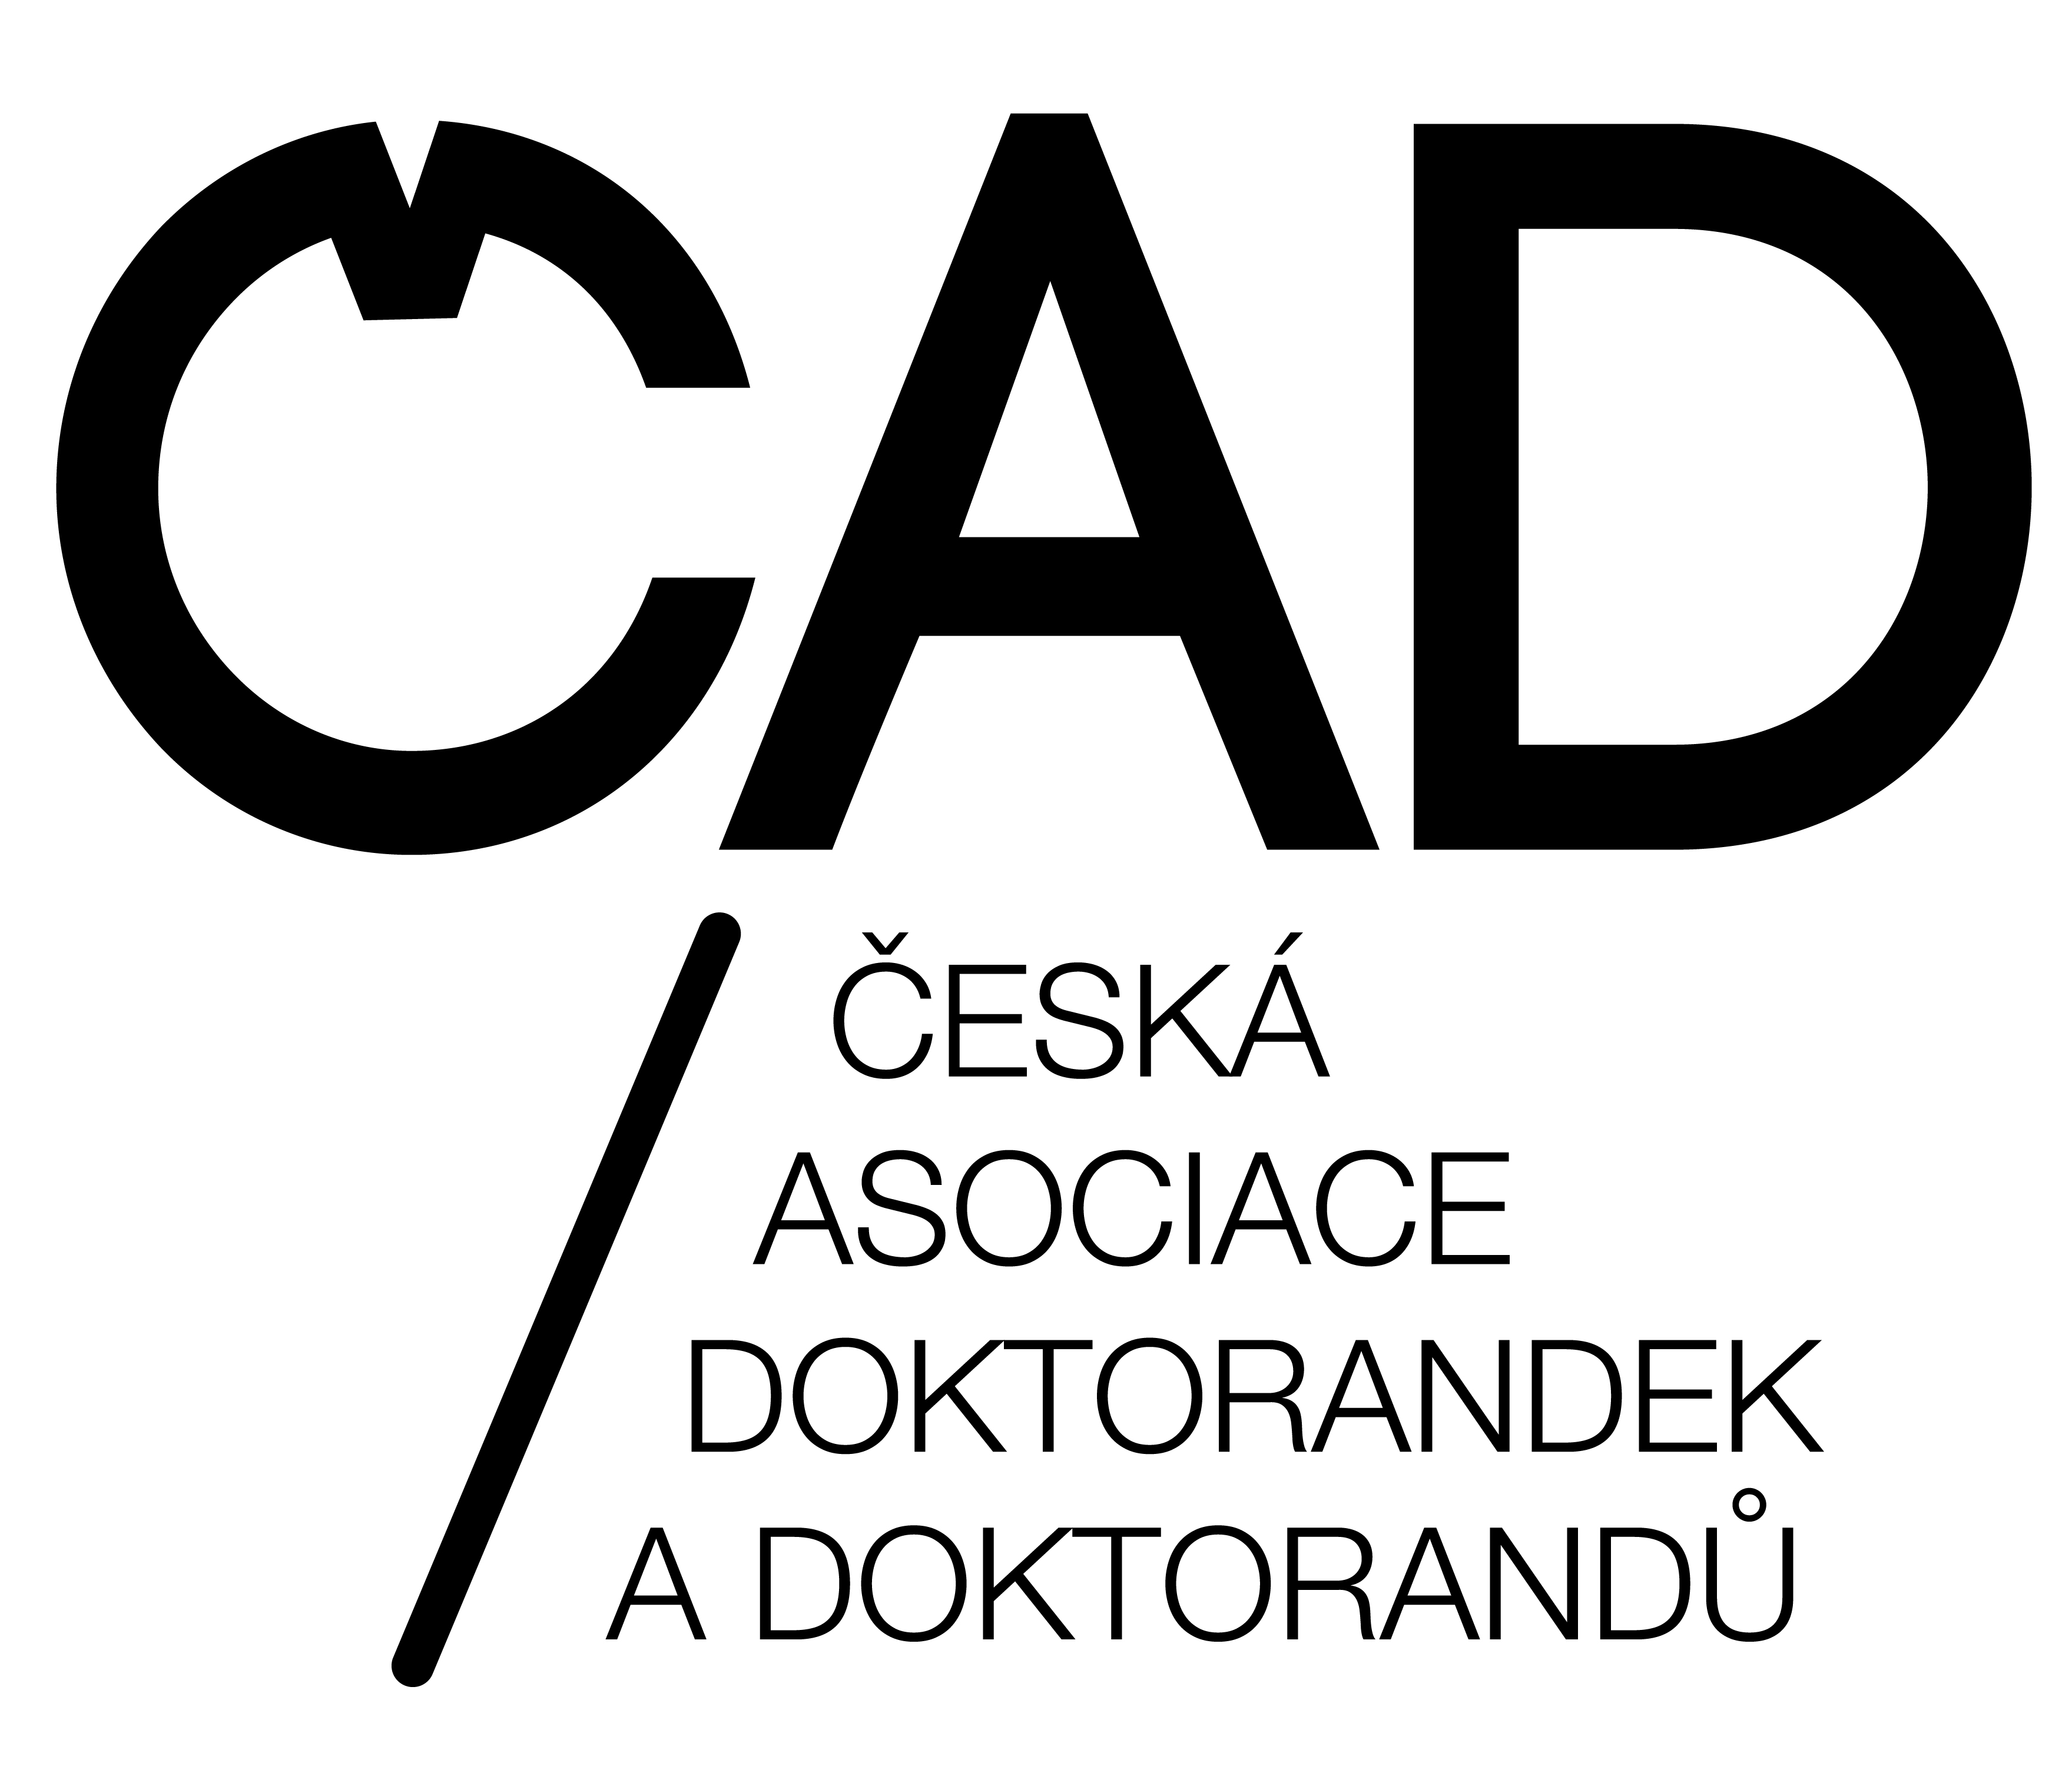 ČAD
ČESKÁ
ASOCIACE
DOKTORANDEK
A DOKTORANDŮ